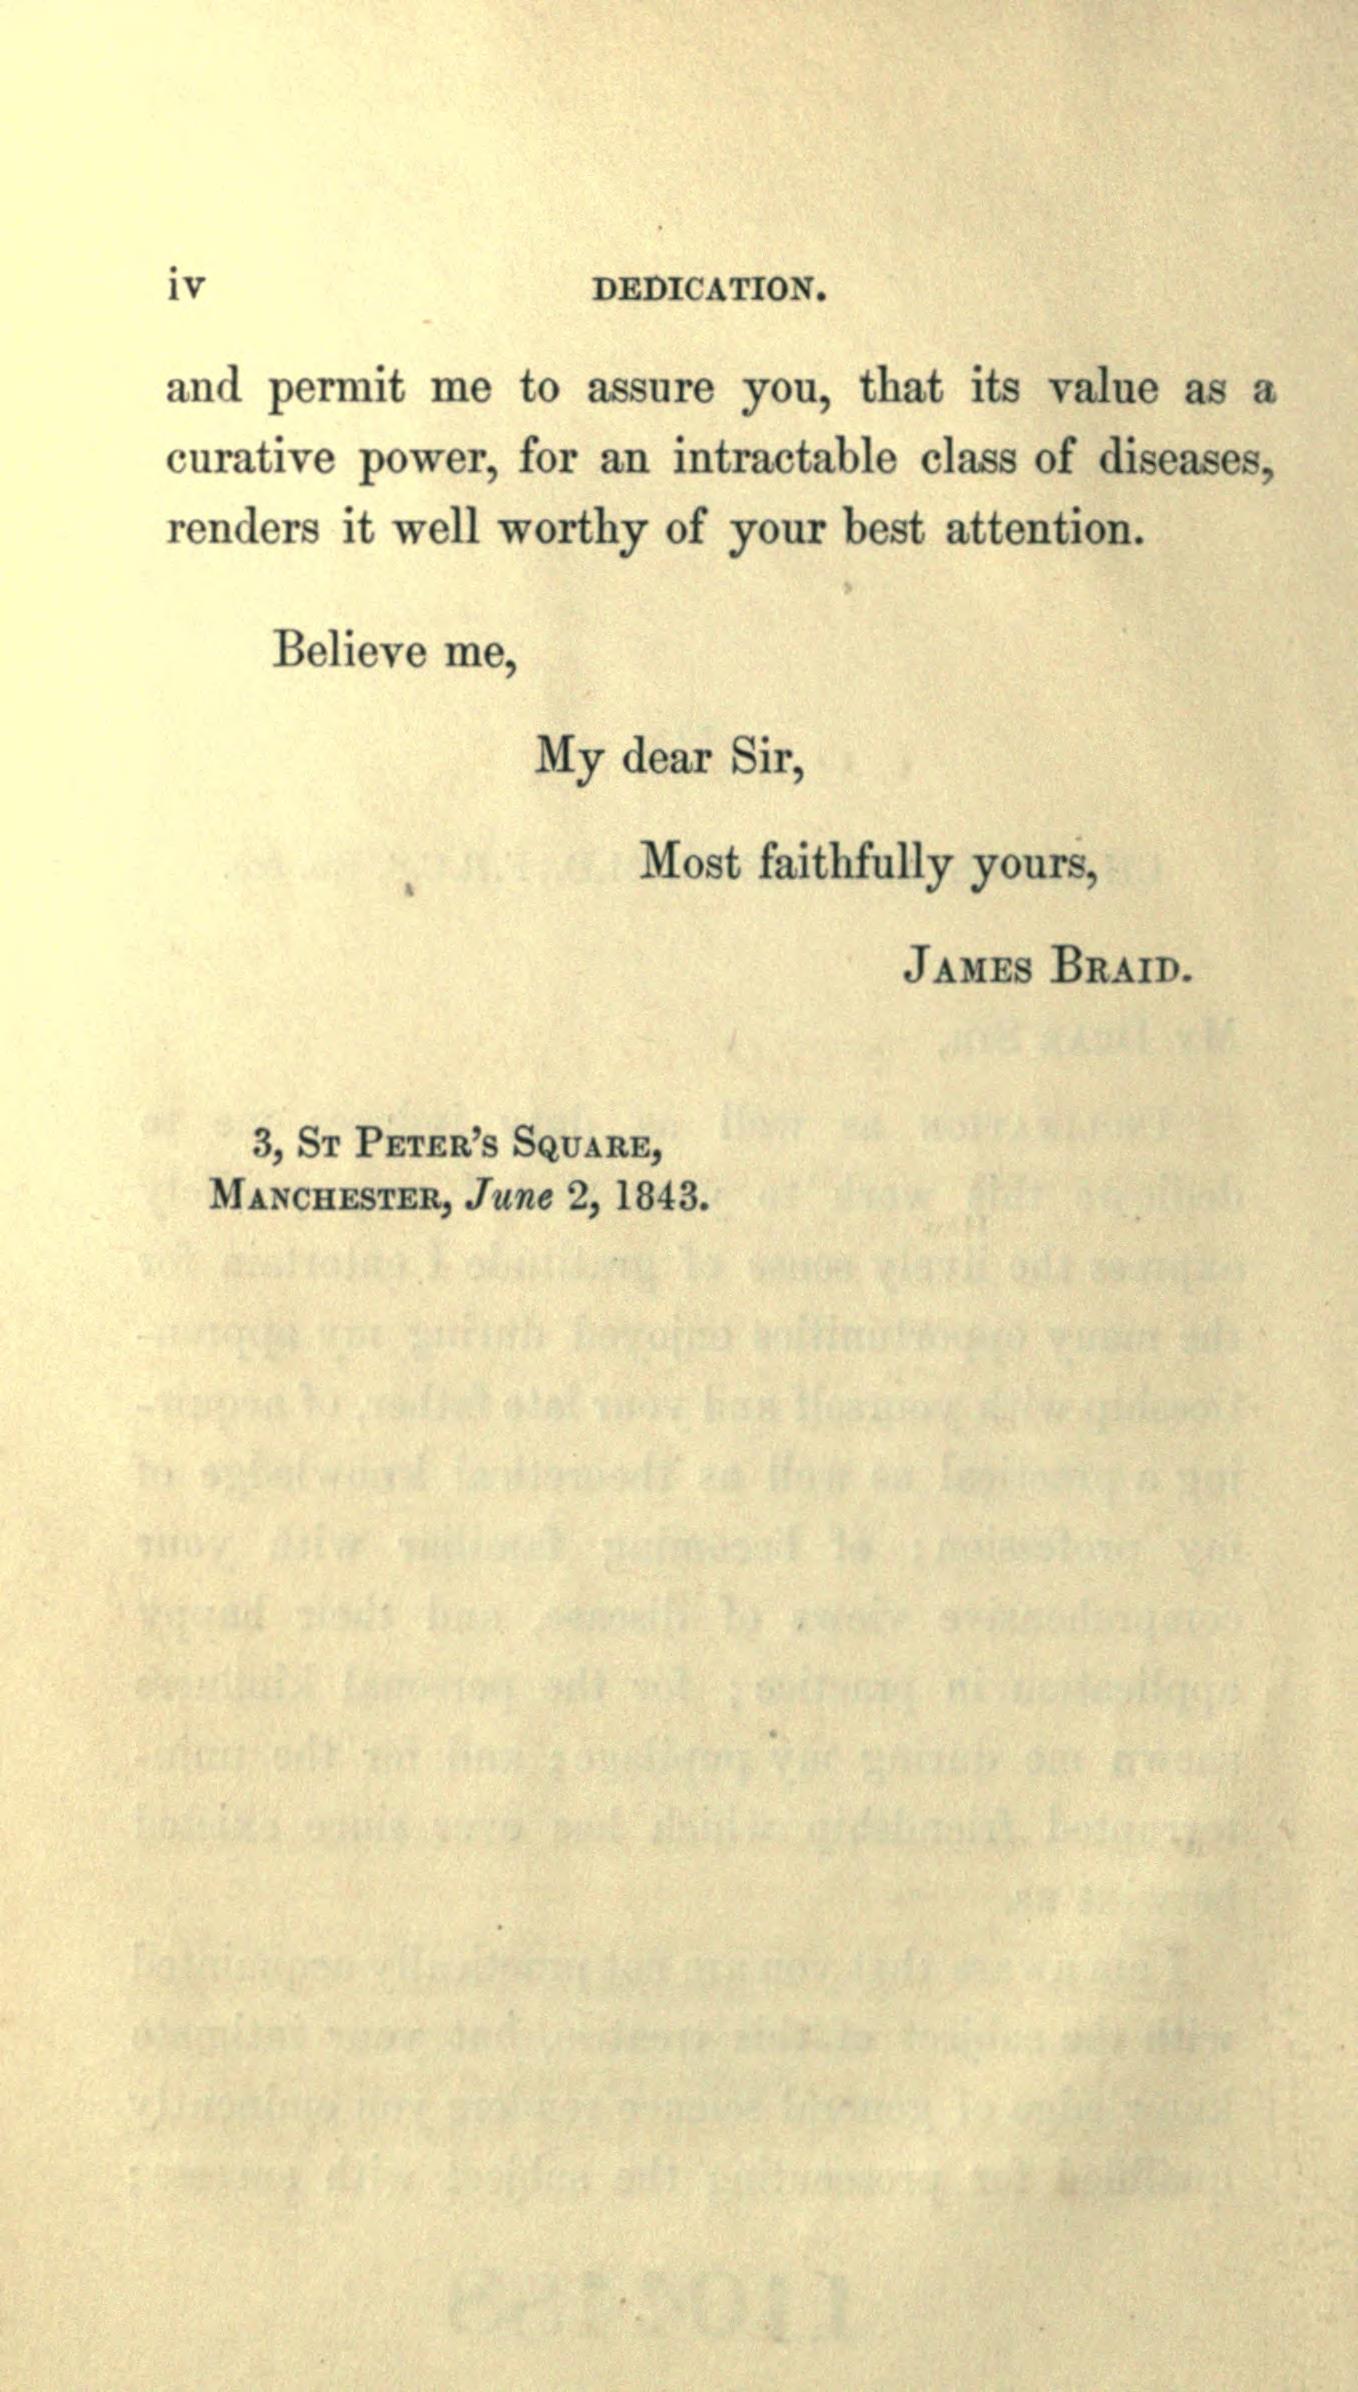 iv DEDICATION.
and permit me to assure you, that its value as a
curative power, for an intractable class of diseases,
renders it well worthy of your best attention.
Believe me,
My dear Sir,
Most faithfully yours,
JAMES BRAID.
3, ST PETER'S SQUARE,
MANCHESTER, June 2, 1843.